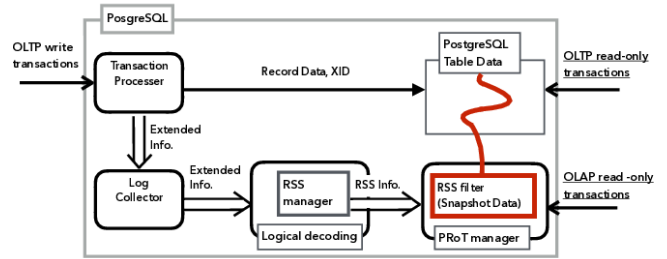 PosgreSQL
OLTP write
transactions
Transaction
Processer
Record Data, XID
PostgreSQL
Table Data
OLTP read-only
transactions
Extended
Info.
Log
Collector
Extended
Info.
RSS
manager
Logical decoding
RSS Info.
RSS filter
(Snapshot Data)
PRoT manager
OLAP read -only
transactions